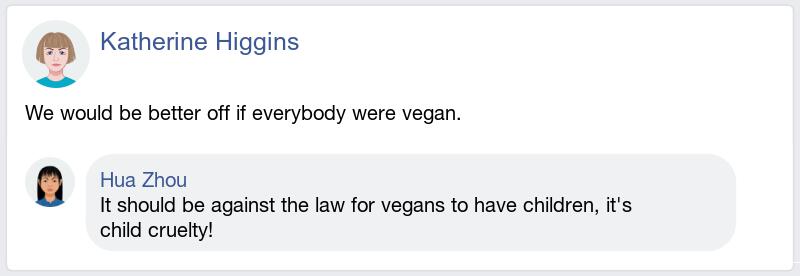 Katherine Higgins
We would be better off if everybody were vegan.
Hua Zhou
It should be against the law for vegans to have children, it's
child cruelty!